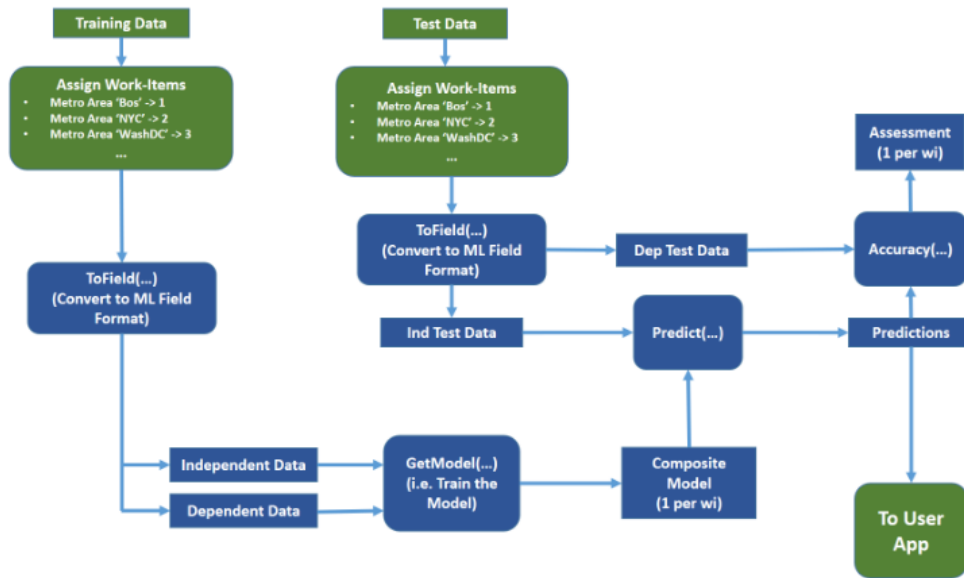 Training Data
Assign Work-Items
• Metro Area ‘Bos’ -> 1
• Metro Area ‘NYC’ -> 2
• Metro Area ‘WashDC’ -> 3
...
ToField(...)
(Convert to ML Field
Format)
Test Data
Assign Work-Items
• Metro Area ‘Bos’ -> 1
• Metro Area ‘NYC’ -> 2
• Metro Area ‘WashDC’ -> 3
...
ToField(...)
(Convert to ML Field
Format)
Dep Test Data
Assessment
(1 per wi)
Accuracy(...)
Ind Test Data
Predict(...)
Predictions
Independent Data
Dependent Data
GetModel(...)
(i.e. Train the
Model)
Composite
Model
(1 per wi)
To User
App